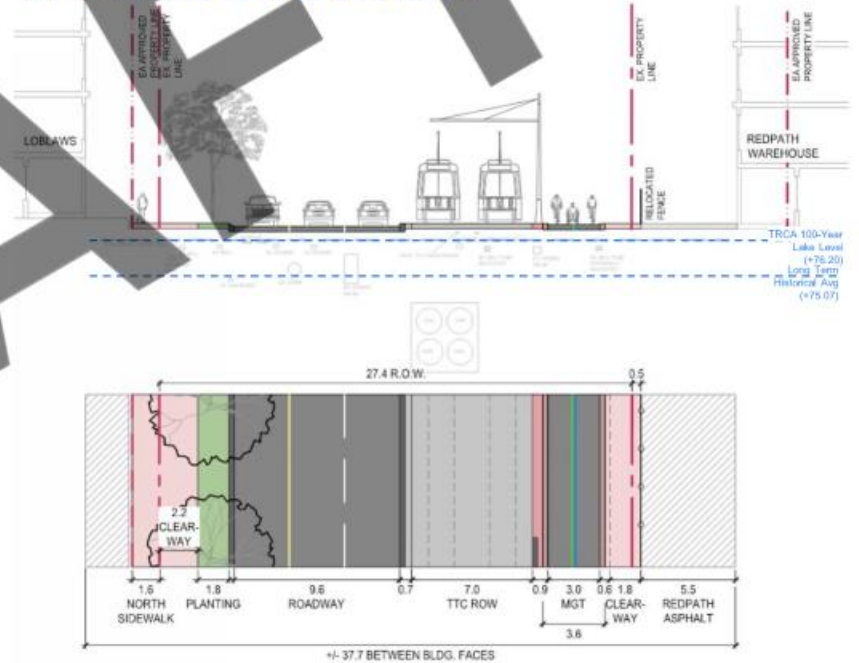 EA APPROVED
PROPERTY LINE
EX. PROPERTY
LINE
EX. PROPERTY
LINE
EA APPROVED
PROPERTY LINE
LOBLAWS
REDPATH
WAREHOUSE
RELOCATED
FENCE
TRCA 100-Year
Lake Level
(+76.20)
Long Term
Historical Avg
(+75.07)
27.4 R.O.W.
0.5
2.2
CLEAR-
WAY
1.6
1.8
9.6
0.7
7.0
0.9
3.0
0.6
1.8
5.5
NORTH
SIDEWALK
PLANTING
ROADWAY
TTC ROW
MGT
CLEAR-
WAY
REDPATH
ASPHALT
3.6
+/- 37.7 BETWEEN BLDG. FACES